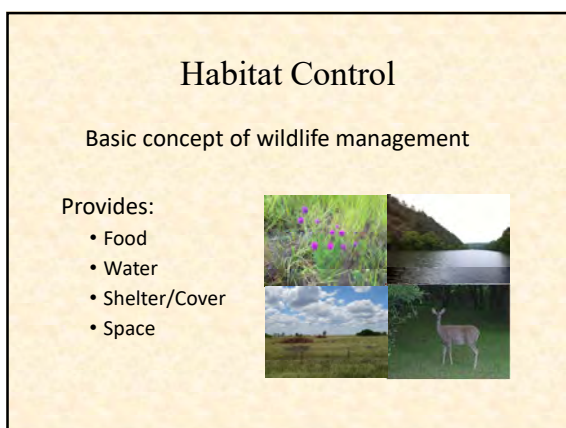 Habitat Control
Basic concept of wildlife management
Provides:
• Food
• Water
• Shelter/Cover
• Space